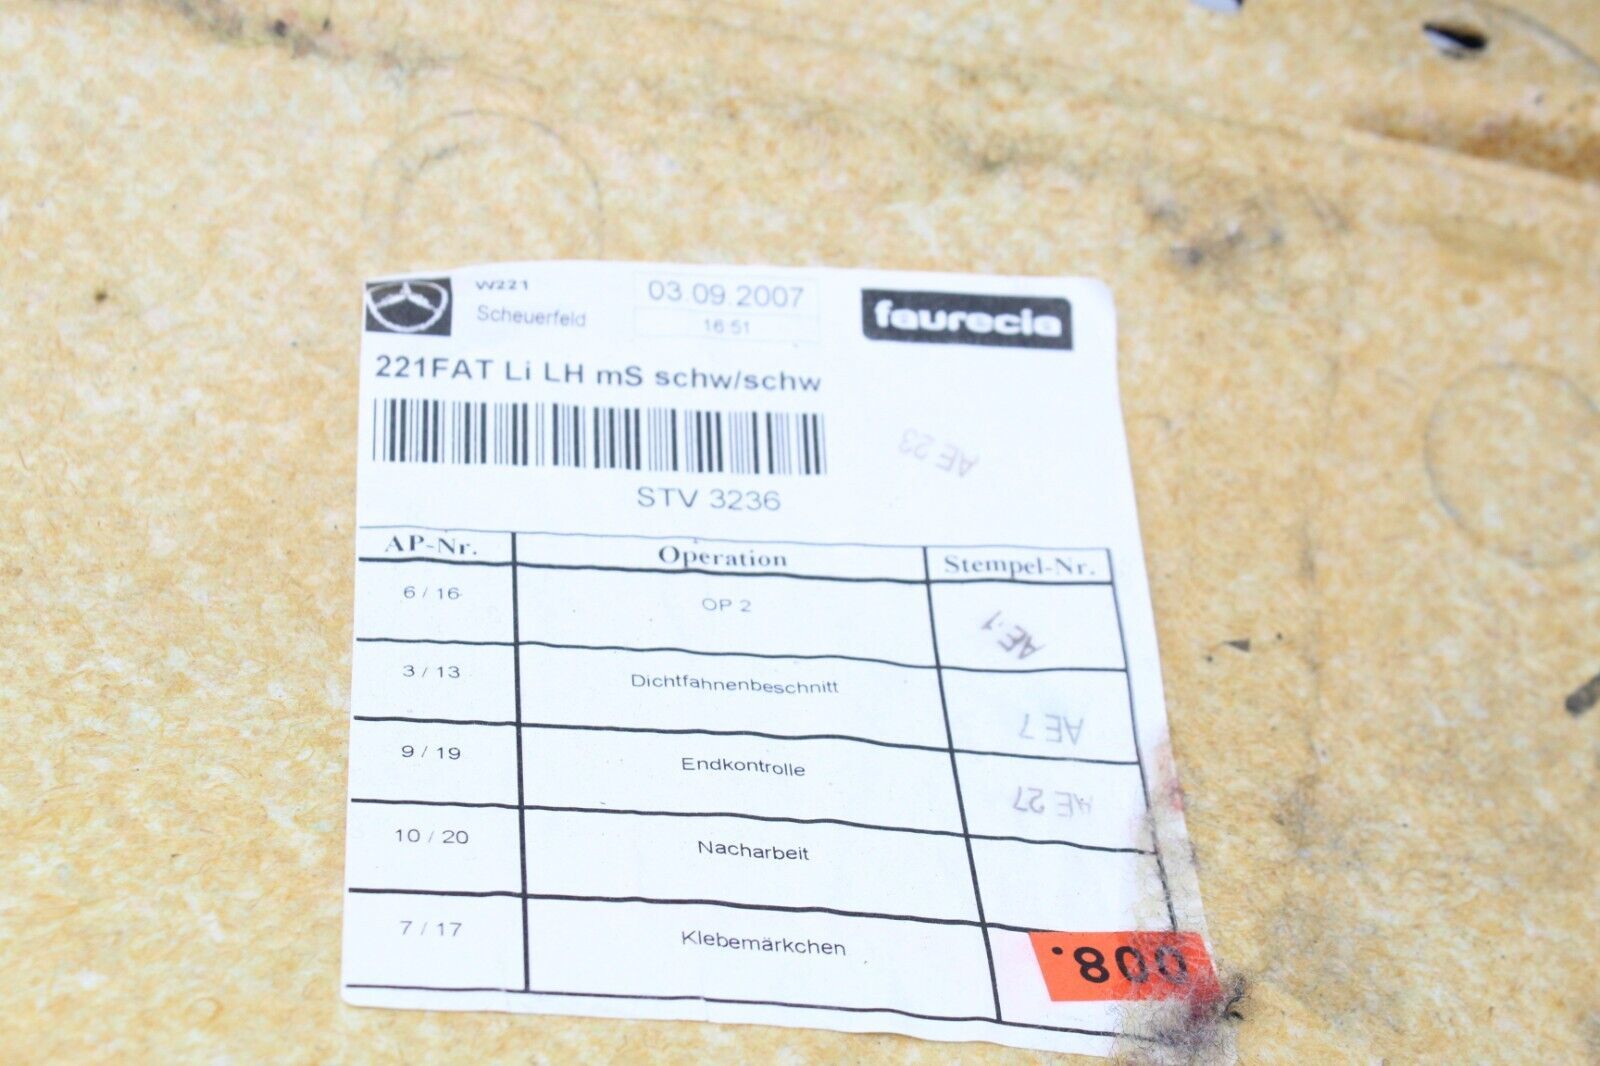 W221
Scheuerfeld
03.09.2007
16:51
faurecia
221FAT Li LH mS schw/schw
AE 23
STV 3236
AP-Nr. Operation Stempel-Nr.
6 / 16 OP 2 AE 1
3 / 13 Dichtfahnenbeschnitt AE 7
9 / 19 Endkontrolle AE 27
10 / 20 Nacharbeit
7 / 17 Klebemärkchen
008.